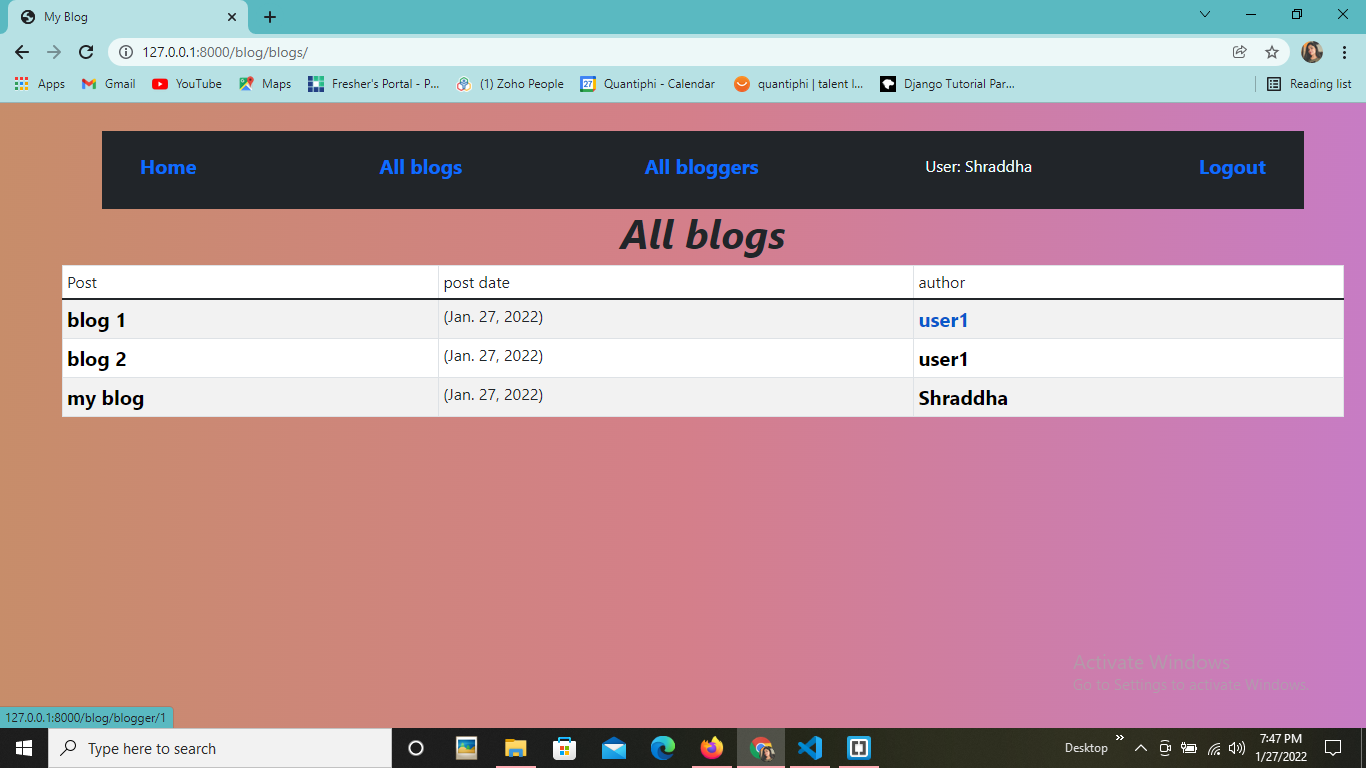 My Blog
127.0.0.1:8000/blog/blogs/
Apps Gmail YouTube Maps Fresher's Portal - P... (1) Zoho People 27 Quantiphi - Calendar quantiphi | talent l... Django Tutorial Par... Reading list
Home All blogs All bloggers User: Shraddha Logout
All blogs
Post post date author
blog 1 (Jan. 27, 2022) user1
blog 2 (Jan. 27, 2022) user1
my blog (Jan. 27, 2022) Shraddha
Activate Windows
Go to Settings to activate Windows.
127.0.0.1:8000/blog/blogger/1
Type here to search Desktop 7:47 PM
1/27/2022